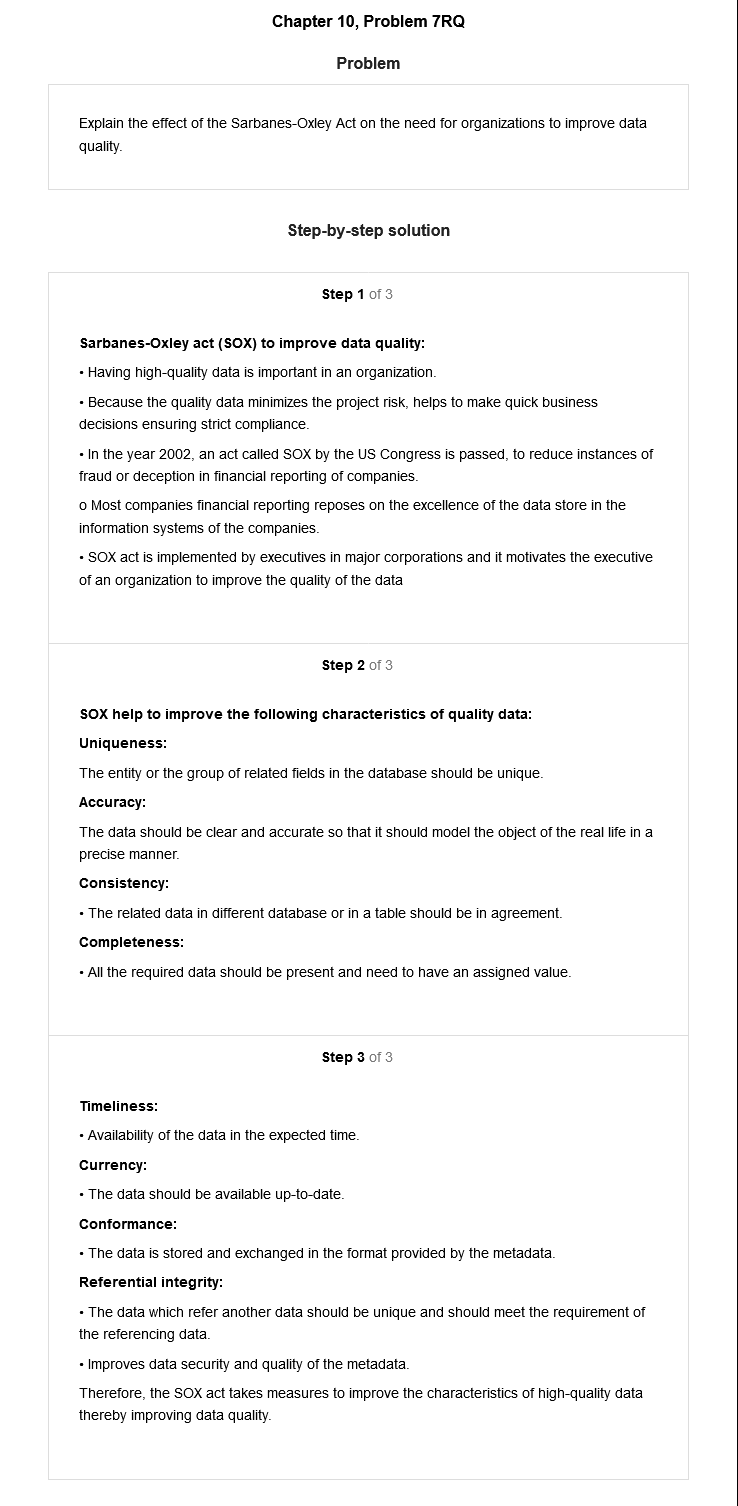 Chapter 10, Problem 7RQ
Problem
Explain the effect of the Sarbanes-Oxley Act on the need for organizations to improve data
quality.
Step-by-step solution
Step 1 of 3
Sarbanes-Oxley act (SOX) to improve data quality:
• Having high-quality data is important in an organization.
• Because the quality data minimizes the project risk, helps to make quick business
decisions ensuring strict compliance.
• In the year 2002, an act called SOX by the US Congress is passed, to reduce instances of
fraud or deception in financial reporting of companies.
o Most companies financial reporting reposes on the excellence of the data store in the
information systems of the companies.
• SOX act is implemented by executives in major corporations and it motivates the executive
of an organization to improve the quality of the data
Step 2 of 3
SOX help to improve the following characteristics of quality data:
Uniqueness:
The entity or the group of related fields in the database should be unique.
Accuracy:
The data should be clear and accurate so that it should model the object of the real life in a
precise manner.
Consistency:
• The related data in different database or in a table should be in agreement.
Completeness:
• All the required data should be present and need to have an assigned value.
Step 3 of 3
Timeliness:
• Availability of the data in the expected time.
Currency:
• The data should be available up-to-date.
Conformance:
• The data is stored and exchanged in the format provided by the metadata.
Referential integrity:
• The data which refer another data should be unique and should meet the requirement of
the referencing data.
• Improves data security and quality of the metadata.
Therefore, the SOX act takes measures to improve the characteristics of high-quality data
thereby improving data quality.